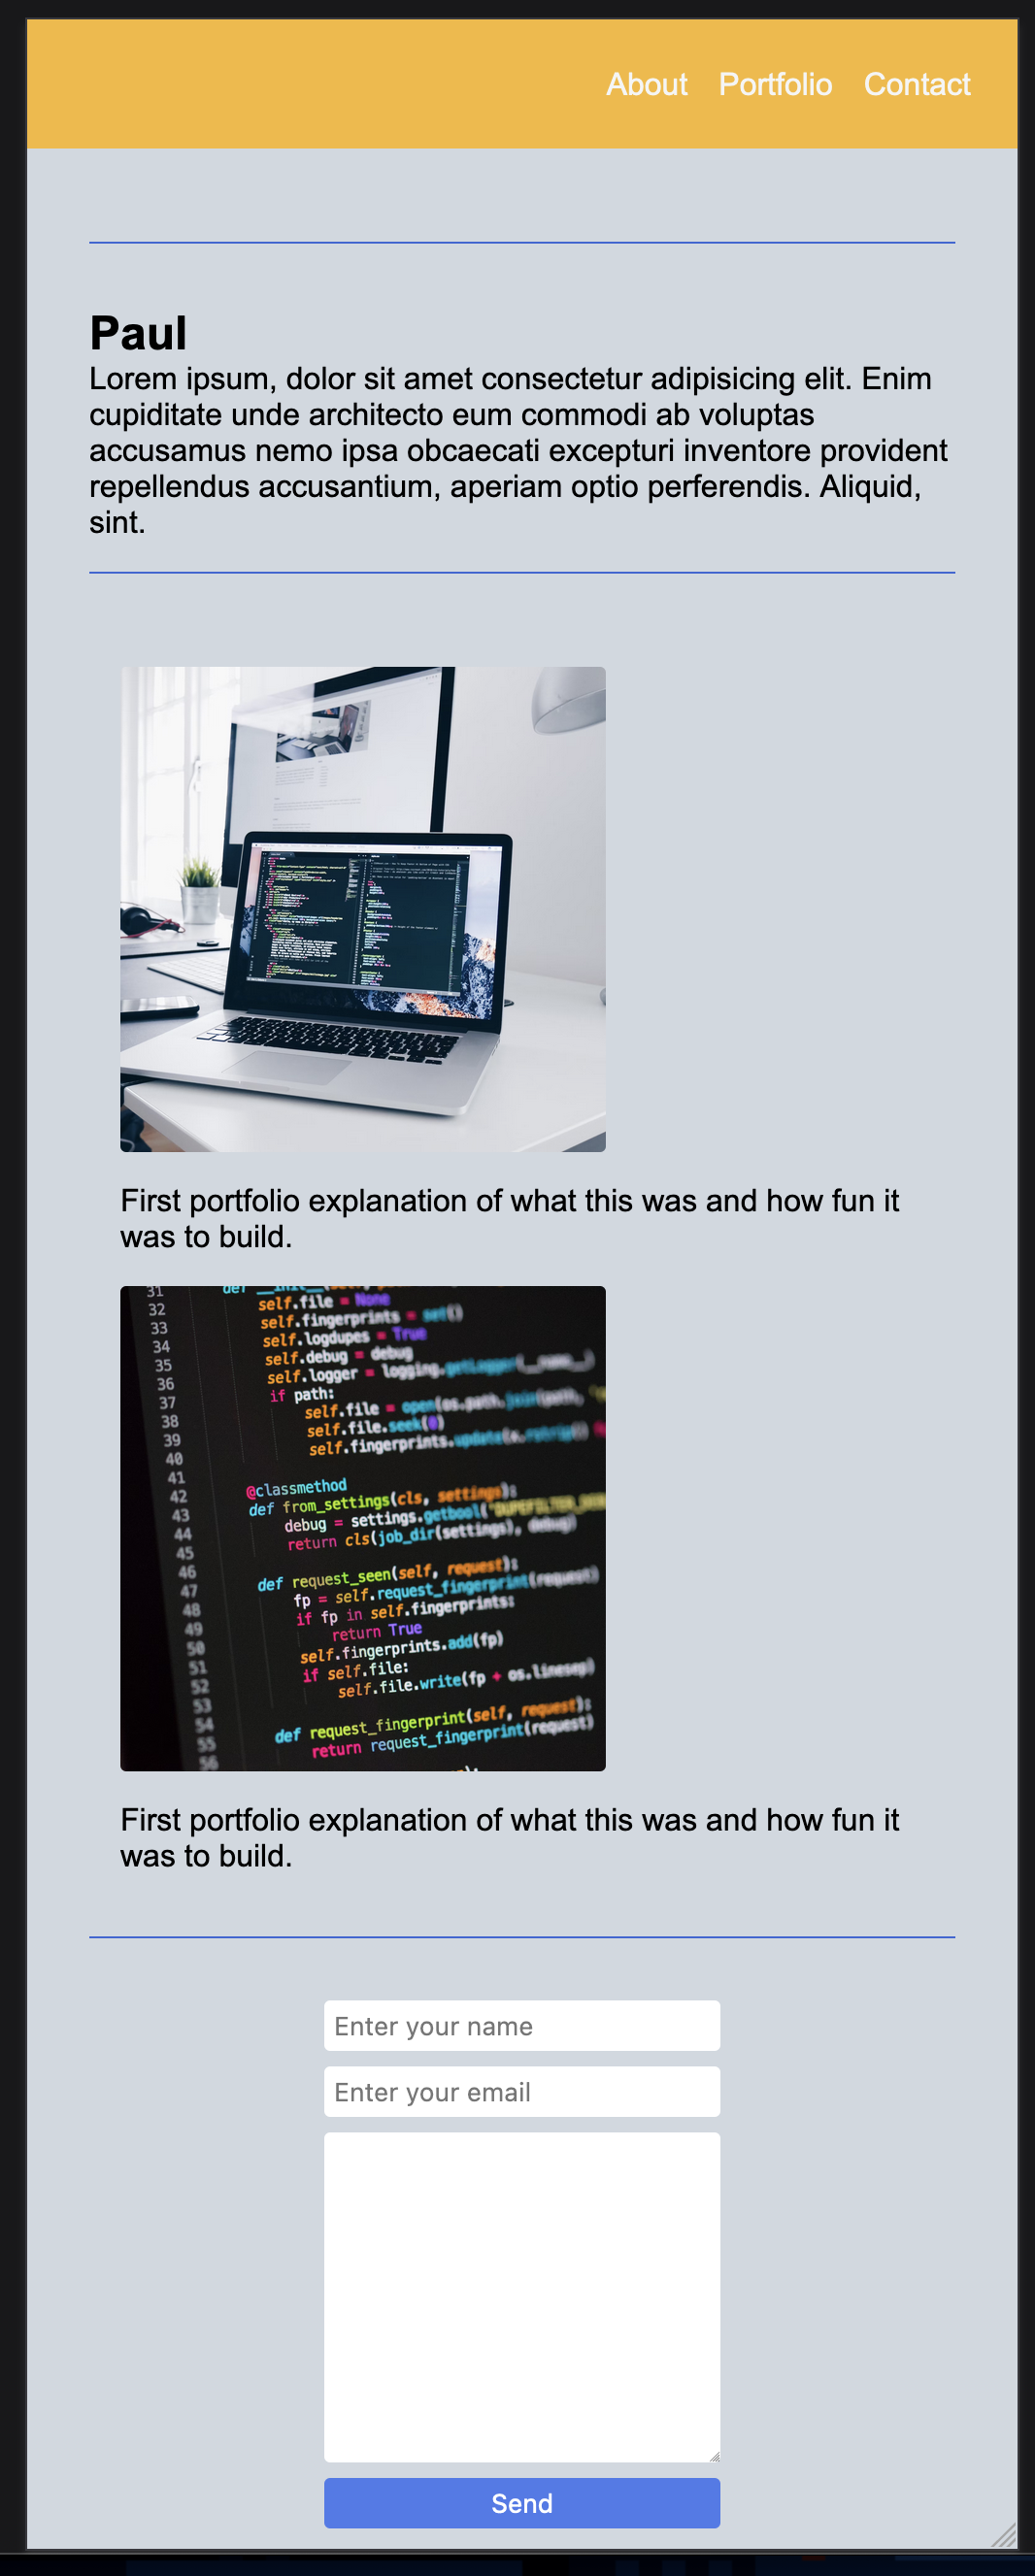 About Portfolio Contact
Paul
Lorem ipsum, dolor sit amet consectetur adipisicing elit. Enim
cupiditate unde architecto eum commodi ab voluptas
accusamus nemo ipsa obcaecati excepturi inventore provident
repellendus accusantium, aperiam optio perferendis. Aliquid,
sint.
First portfolio explanation of what this was and how fun it
was to build.
31 def __init__(self,
32 self.file = None
33 self.fingerprints = set()
34 self.logdupes = True
35 self.debug = debug
36 self.logger = logging.getLogger(__name__)
37 if path:
38 self.file = open(os.path.join(path,
39 self.file.seek(0)
40 self.fingerprints.update(
41
42 @classmethod
43 def from_settings(cls, settings):
44 debug = settings.getbool(
45 return cls(job_dir(settings), debug)
46
47 def request_seen(self, request):
48 fp = self.request_fingerprint(request)
49 if fp in self.fingerprints:
50 return True
51 self.fingerprints.add(fp)
52 if self.file:
53 self.file.write(fp + os.linesep)
54
55 def request_fingerprint(self, request):
56 return request_fingerprint(request)
First portfolio explanation of what this was and how fun it
was to build.
Enter your name
Enter your email
Send